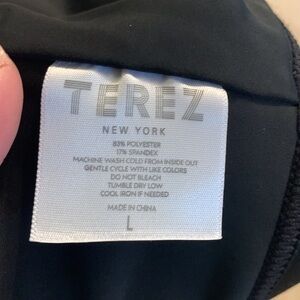 TEREZ
NEW YORK
83% POLYESTER
17% SPANDEX
MACHINE WASH COLD FROM INSIDE OUT
GENTLE CYCLE WITH LIKE COLORS
DO NOT BLEACH
TUMBLE DRY LOW
COOL IRON IF NEEDED
MADE IN CHINA
L